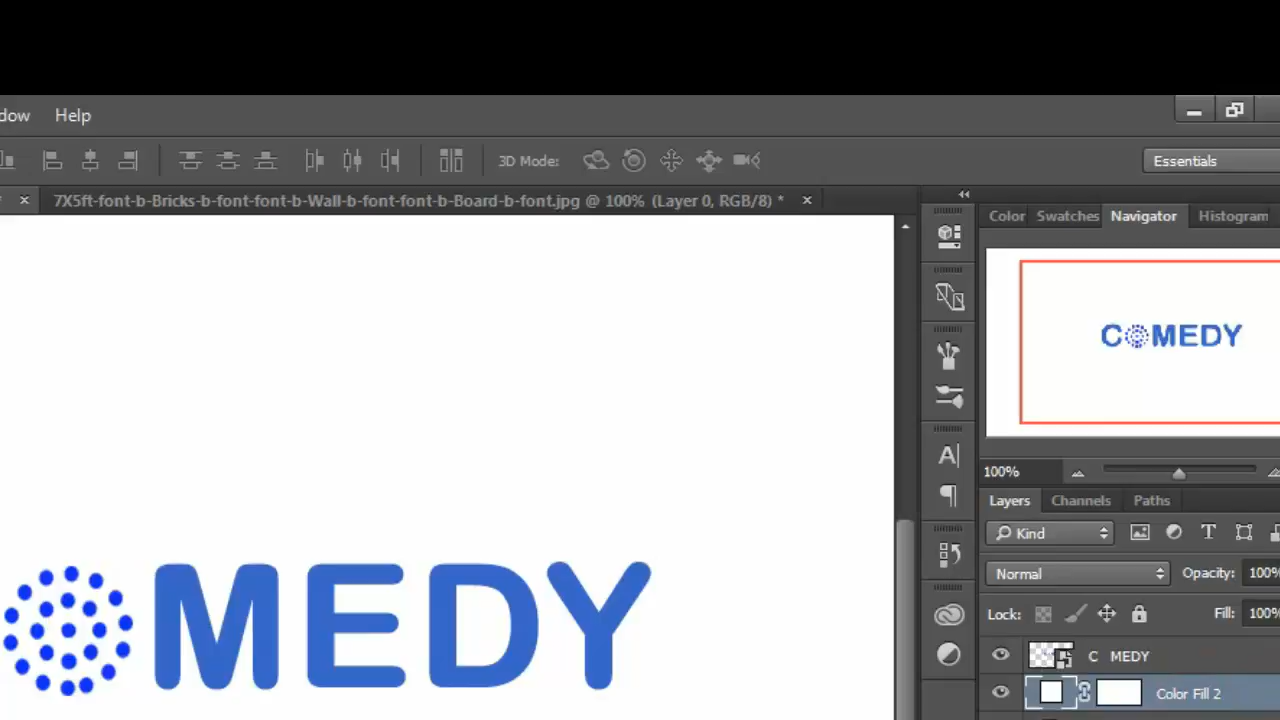 dow Help
3D Mode: Essentials
7X5ft-font-b-Bricks-b-font-font-b-Wall-b-font-font-b-Board-b-font.jpg @ 100% (Layer 0, RGB/8) *
Color Swatches Navigator Histogram
COMEDY
100%
Layers Channels Paths
Kind
Normal Opacity: 100%
Lock: Fill: 100%
C MEDY
Color Fill 2
MEDY